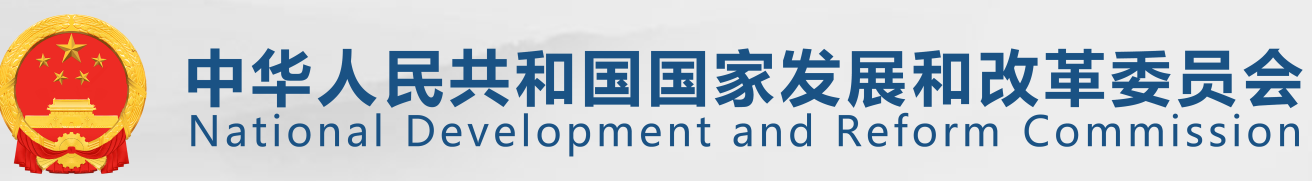 中华人民共和国国家发展和改革委员会
National Development and Reform Commission